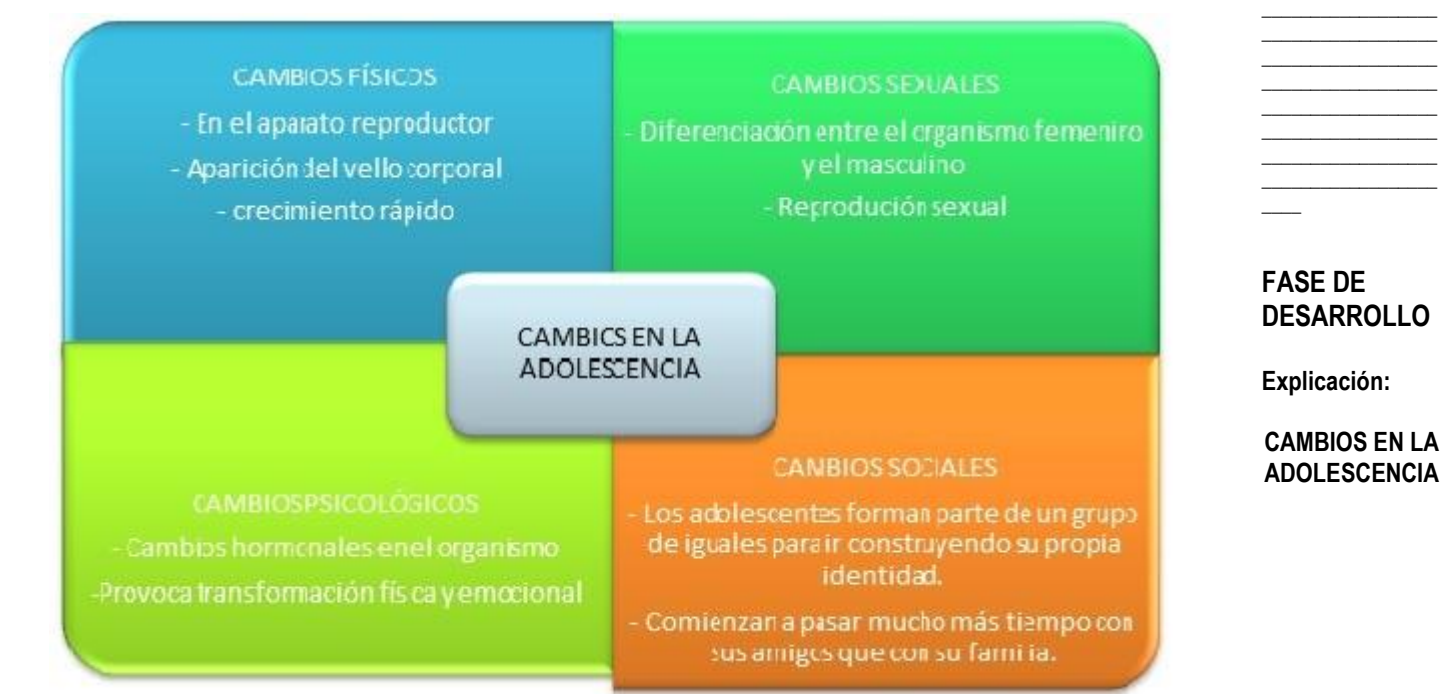 CAMBIOS FÍSICOS
- En el aparato reproductor
- Aparición del vello corporal
- crecimiento rápido
CAMBIOS SEXUALES
- Diferenciación entre el organismo femenino
y el masculino
- Reprodución sexual
CAMBIOS EN LA
ADOLESCENCIA
CAMBIOS PSICOLÓGICOS
- Cambios hormonales en el organismo
-Provoca transformación física y emocional
CAMBIOS SOCIALES
- Los adolescentes forman parte de un grupo
de iguales para ir construyendo su propia
identidad.
- Comienzan a pasar mucho más tiempo con
sus amigos que con su familia.
FASE DE
DESARROLLO
Explicación:
CAMBIOS EN LA
ADOLESCENCIA